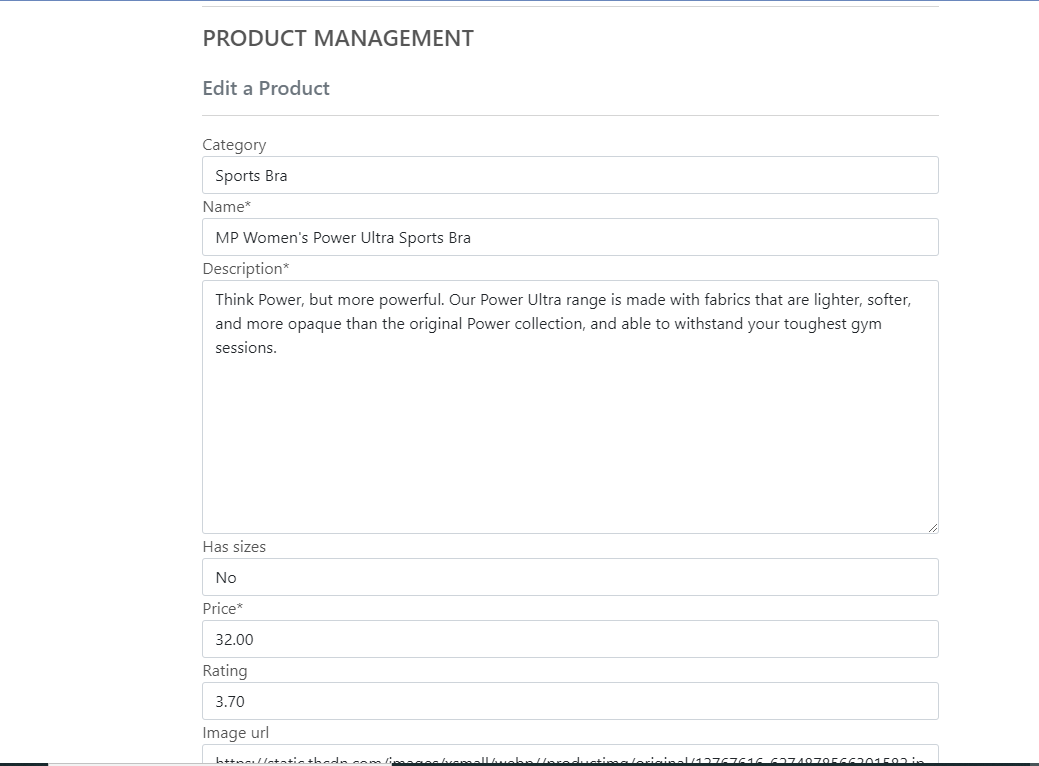 PRODUCT MANAGEMENT
Edit a Product
Category
Sports Bra
Name*
MP Women's Power Ultra Sports Bra
Description*
Think Power, but more powerful. Our Power Ultra range is made with fabrics that are lighter, softer,
and more opaque than the original Power collection, and able to withstand your toughest gym
sessions.
Has sizes
No
Price*
32.00
Rating
3.70
Image url